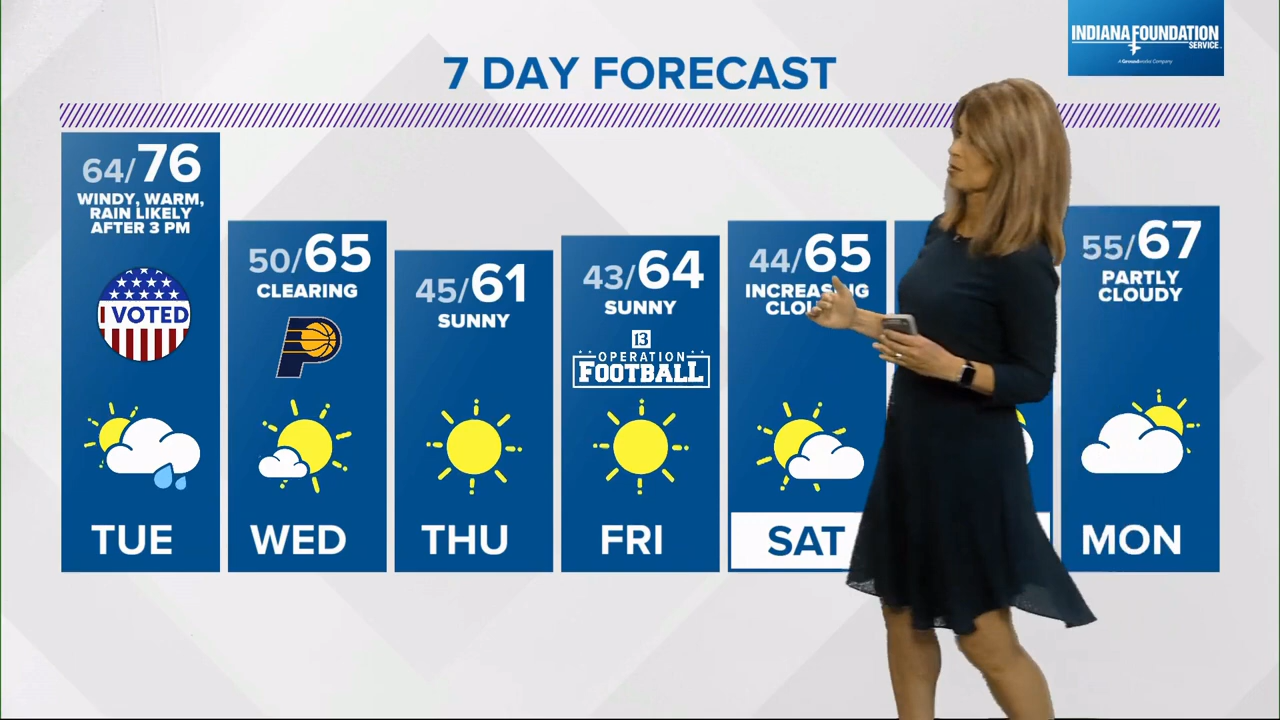 INDIANA FOUNDATION
SERVICE
A Groundworks Company
7 DAY FORECAST
64/76
WINDY, WARM,
RAIN LIKELY
AFTER 3 PM
I VOTED
TUE
50/65
CLEARING
WED
45/61
SUNNY
THU
43/64
SUNNY
13
OPERATION
FOOTBALL
FRI
44/65
SAT
55/67
PARTLY
CLOUDY
MON